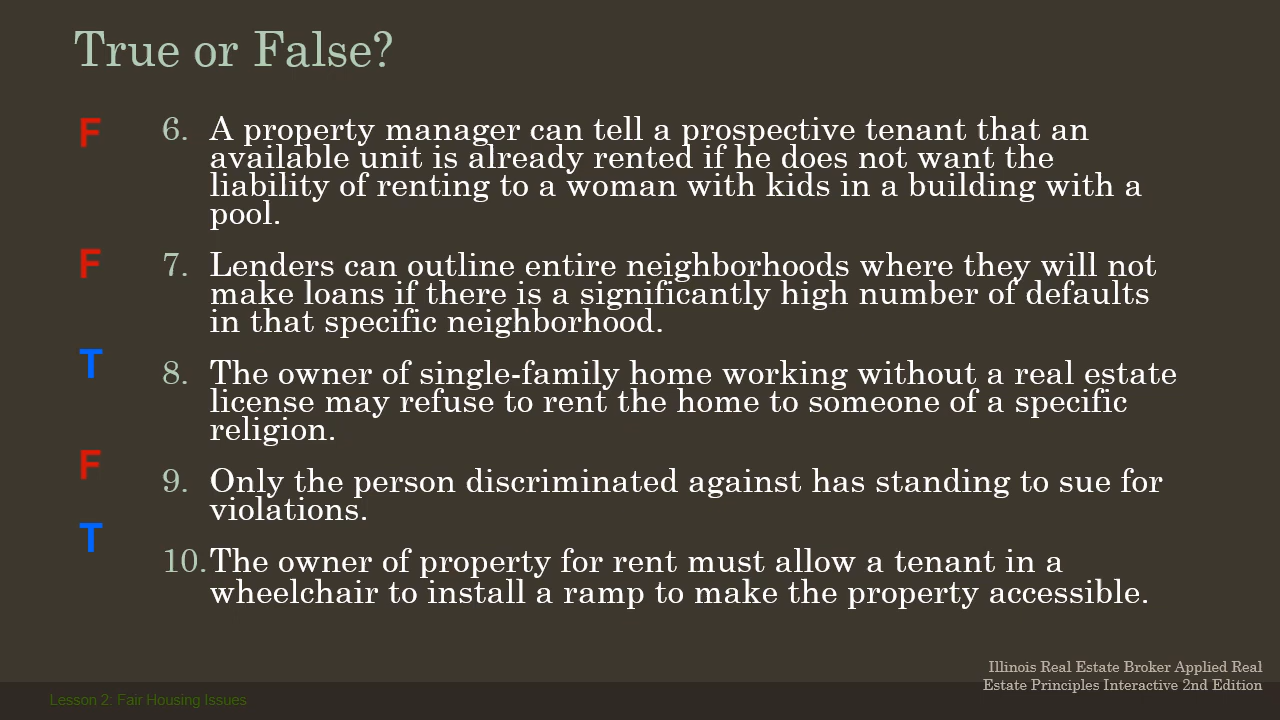 True or False?
F 6. A property manager can tell a prospective tenant that an
available unit is already rented if he does not want the
liability of renting to a woman with kids in a building with a
pool.
F 7. Lenders can outline entire neighborhoods where they will not
make loans if there is a significantly high number of defaults
in that specific neighborhood.
T 8. The owner of single-family home working without a real estate
license may refuse to rent the home to someone of a specific
religion.
F 9. Only the person discriminated against has standing to sue for
violations.
T 10. The owner of property for rent must allow a tenant in a
wheelchair to install a ramp to make the property accessible.
Illinois Real Estate Broker Applied Real
Estate Principles Interactive 2nd Edition
Lesson 2: Fair Housing Issues